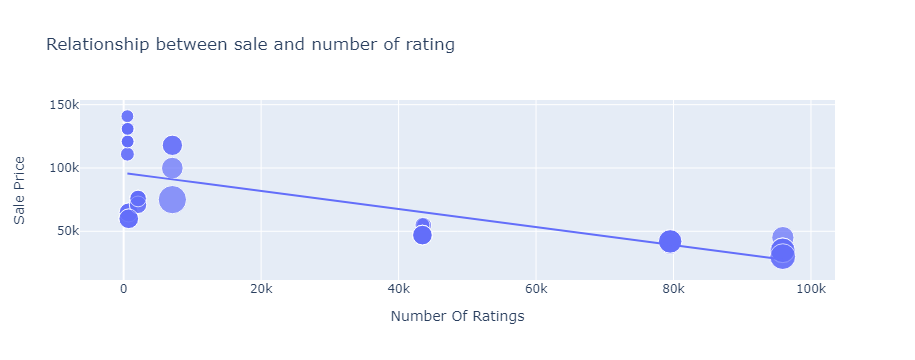 Relationship between sale and number of rating
150k
100k
50k
Sale Price
0 20k 40k 60k 80k 100k
Number Of Ratings